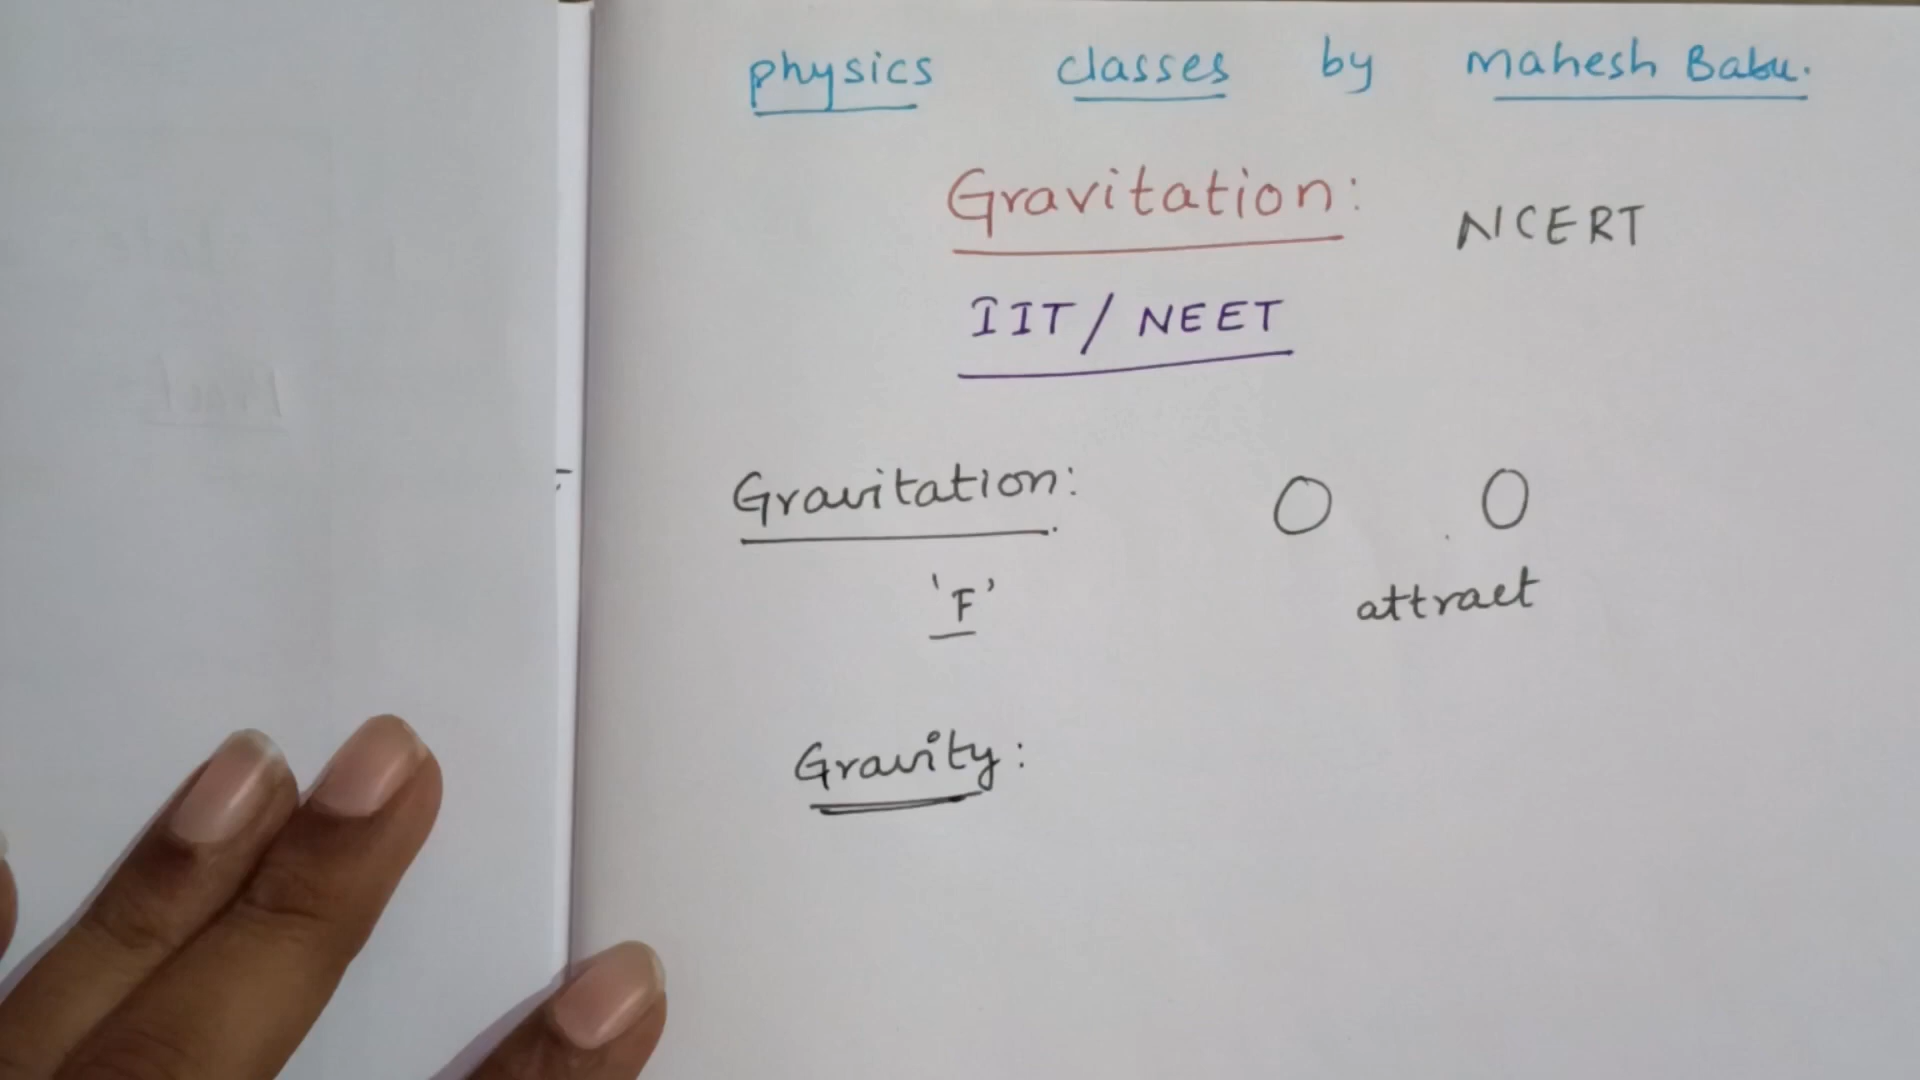 physics classes by mahesh Babu.
Gravitation:
NCERT
IIT / NEET
Gravitation:
'F'
attract
Gravity: